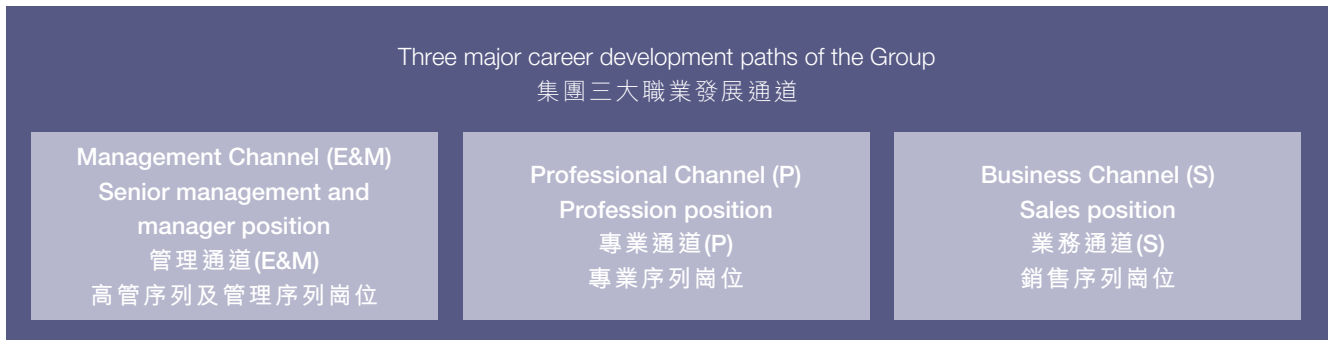 Three major career development paths of the Group
集團三大職業發展通道
Management Channel (E&M)
Senior management and
manager position
管理通道(E&M)
高管序列及管理序列崗位
Professional Channel (P)
Profession position
專業通道(P)
專業序列崗位
Business Channel (S)
Sales position
業務通道(S)
銷售序列崗位